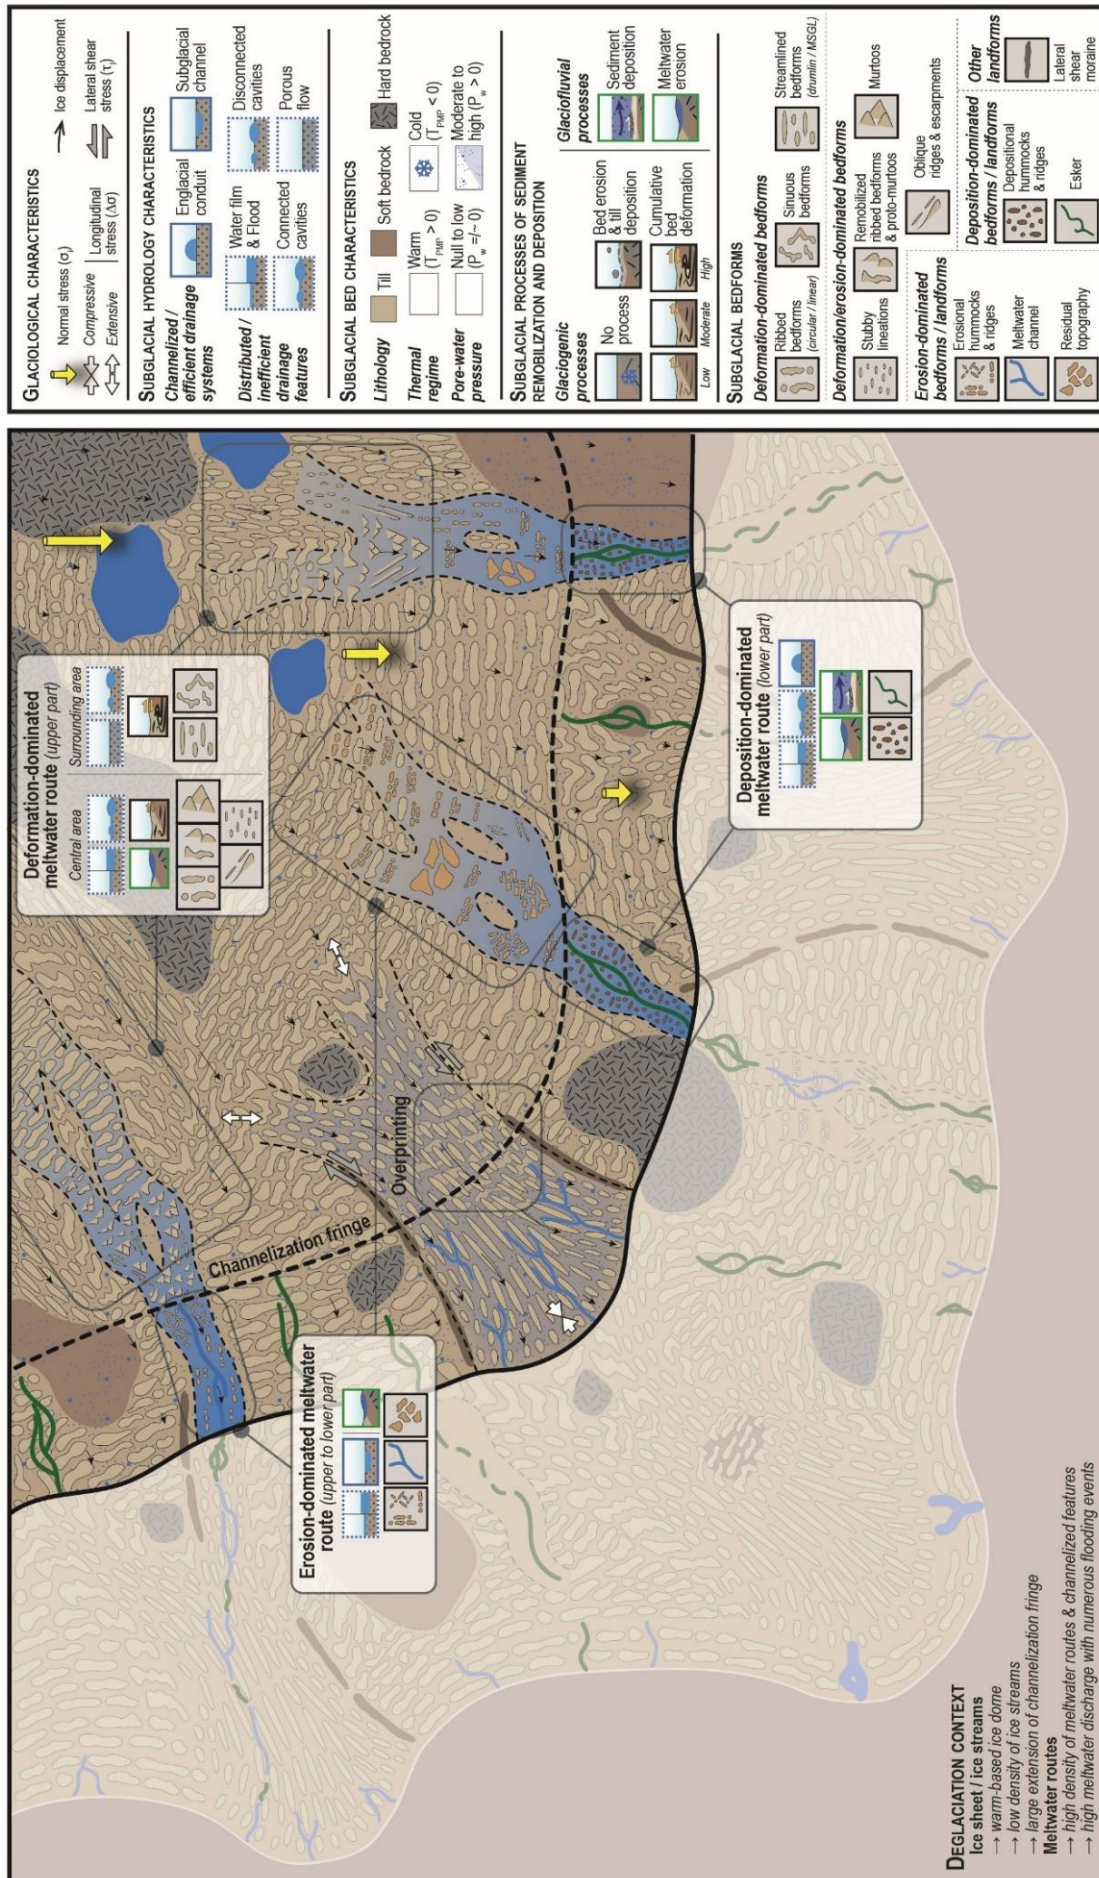 GLACIOLOGICAL CHARACTERISTICS
Normal stress (σᵢ)
Compressive
Extensive
Longitudinal
stress (Δσ)
Ice displacement
Lateral shear
stress (τₗ)
SUBGLACIAL HYDROLOGY CHARACTERISTICS
Channelized /
efficient drainage
systems
Englacial
conduit
Subglacial
channel
Distributed /
inefficient
drainage
features
Water film
& Flood
Disconnected
cavities
Connected
cavities
Porous
flow
SUBGLACIAL BED CHARACTERISTICS
Lithology
Till
Soft bedrock
Hard bedrock
Thermal
regime
Warm
(T_PMP > 0)
Cold
(T_PMP < 0)
Pore-water
pressure
Null to low
(P_w =/~ 0)
Moderate to
high (P_w > 0)
SUBGLACIAL PROCESSES OF SEDIMENT
REMOBILIZATION AND DEPOSITION
Glaciogenic
processes
No
process
Bed erosion
& till
deposition
Cumulative
bed
deformation
Low
Moderate
High
Glaciofluvial
processes
Sediment
deposition
Meltwater
erosion
SUBGLACIAL BEDFORMS
Deformation-dominated bedforms
Ribbed
bedforms
(circular / linear)
Sinuous
bedforms
Streamlined
bedforms
(drumlin / MSGL)
Deformation/erosion-dominated bedforms
Stubby
lineations
Remobilized
ribbed bedforms
& proto-murtoos
Murtoos
Oblique
ridges & escarpments
Erosion-dominated
bedforms / landforms
Erosional
hummocks
& ridges
Meltwater
channel
Residual
topography
Deposition-dominated
bedforms / landforms
Depositional
hummocks
& ridges
Esker
Other
landforms
Lateral
shear
moraine
Deformation-dominated
meltwater route (upper part)
Central area
Surrounding area
Channelization fringe
Overprinting
Erosion-dominated meltwater
route (upper to lower part)
Deposition-dominated
meltwater route (lower part)
DEGLACIATION CONTEXT
Ice sheet / ice streams
→ warm-based ice dome
→ low density of ice streams
→ large extension of channelization fringe
Meltwater routes
→ high density of meltwater routes & channelized features
→ high meltwater discharge with numerous flooding events